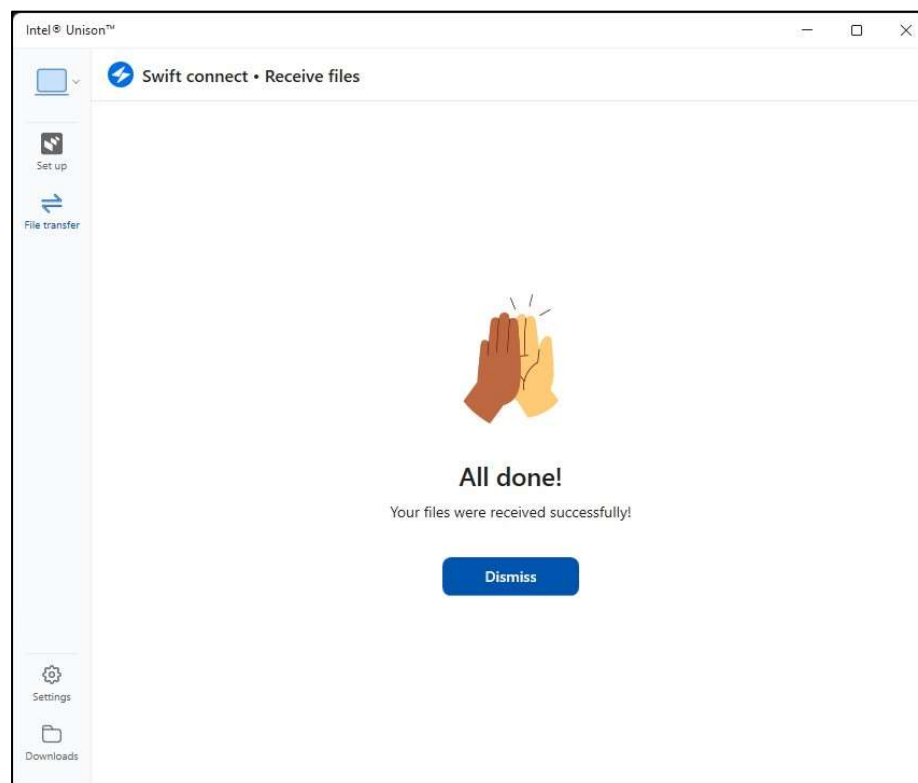 Intel® Unison™
Swift connect • Receive files
Set up
File transfer
All done!
Your files were received successfully!
Dismiss
Settings
Downloads